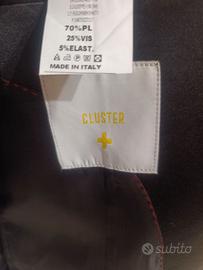 70%PL
25%VIS
5%ELAST.
MADE IN ITALY
CLUSTER
subito